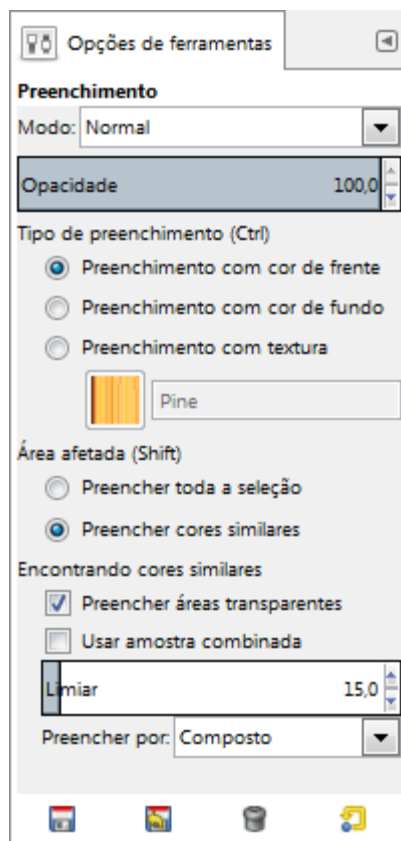 Opções de ferramentas
Preenchimento
Modo: Normal
Opacidade 100,0
Tipo de preenchimento (Ctrl)
Preenchimento com cor de frente
Preenchimento com cor de fundo
Preenchimento com textura
Pine
Área afetada (Shift)
Preencher toda a seleção
Preencher cores similares
Encontrando cores similares
Preencher áreas transparentes
Usar amostra combinada
Limiar 15,0
Preencher por: Composto